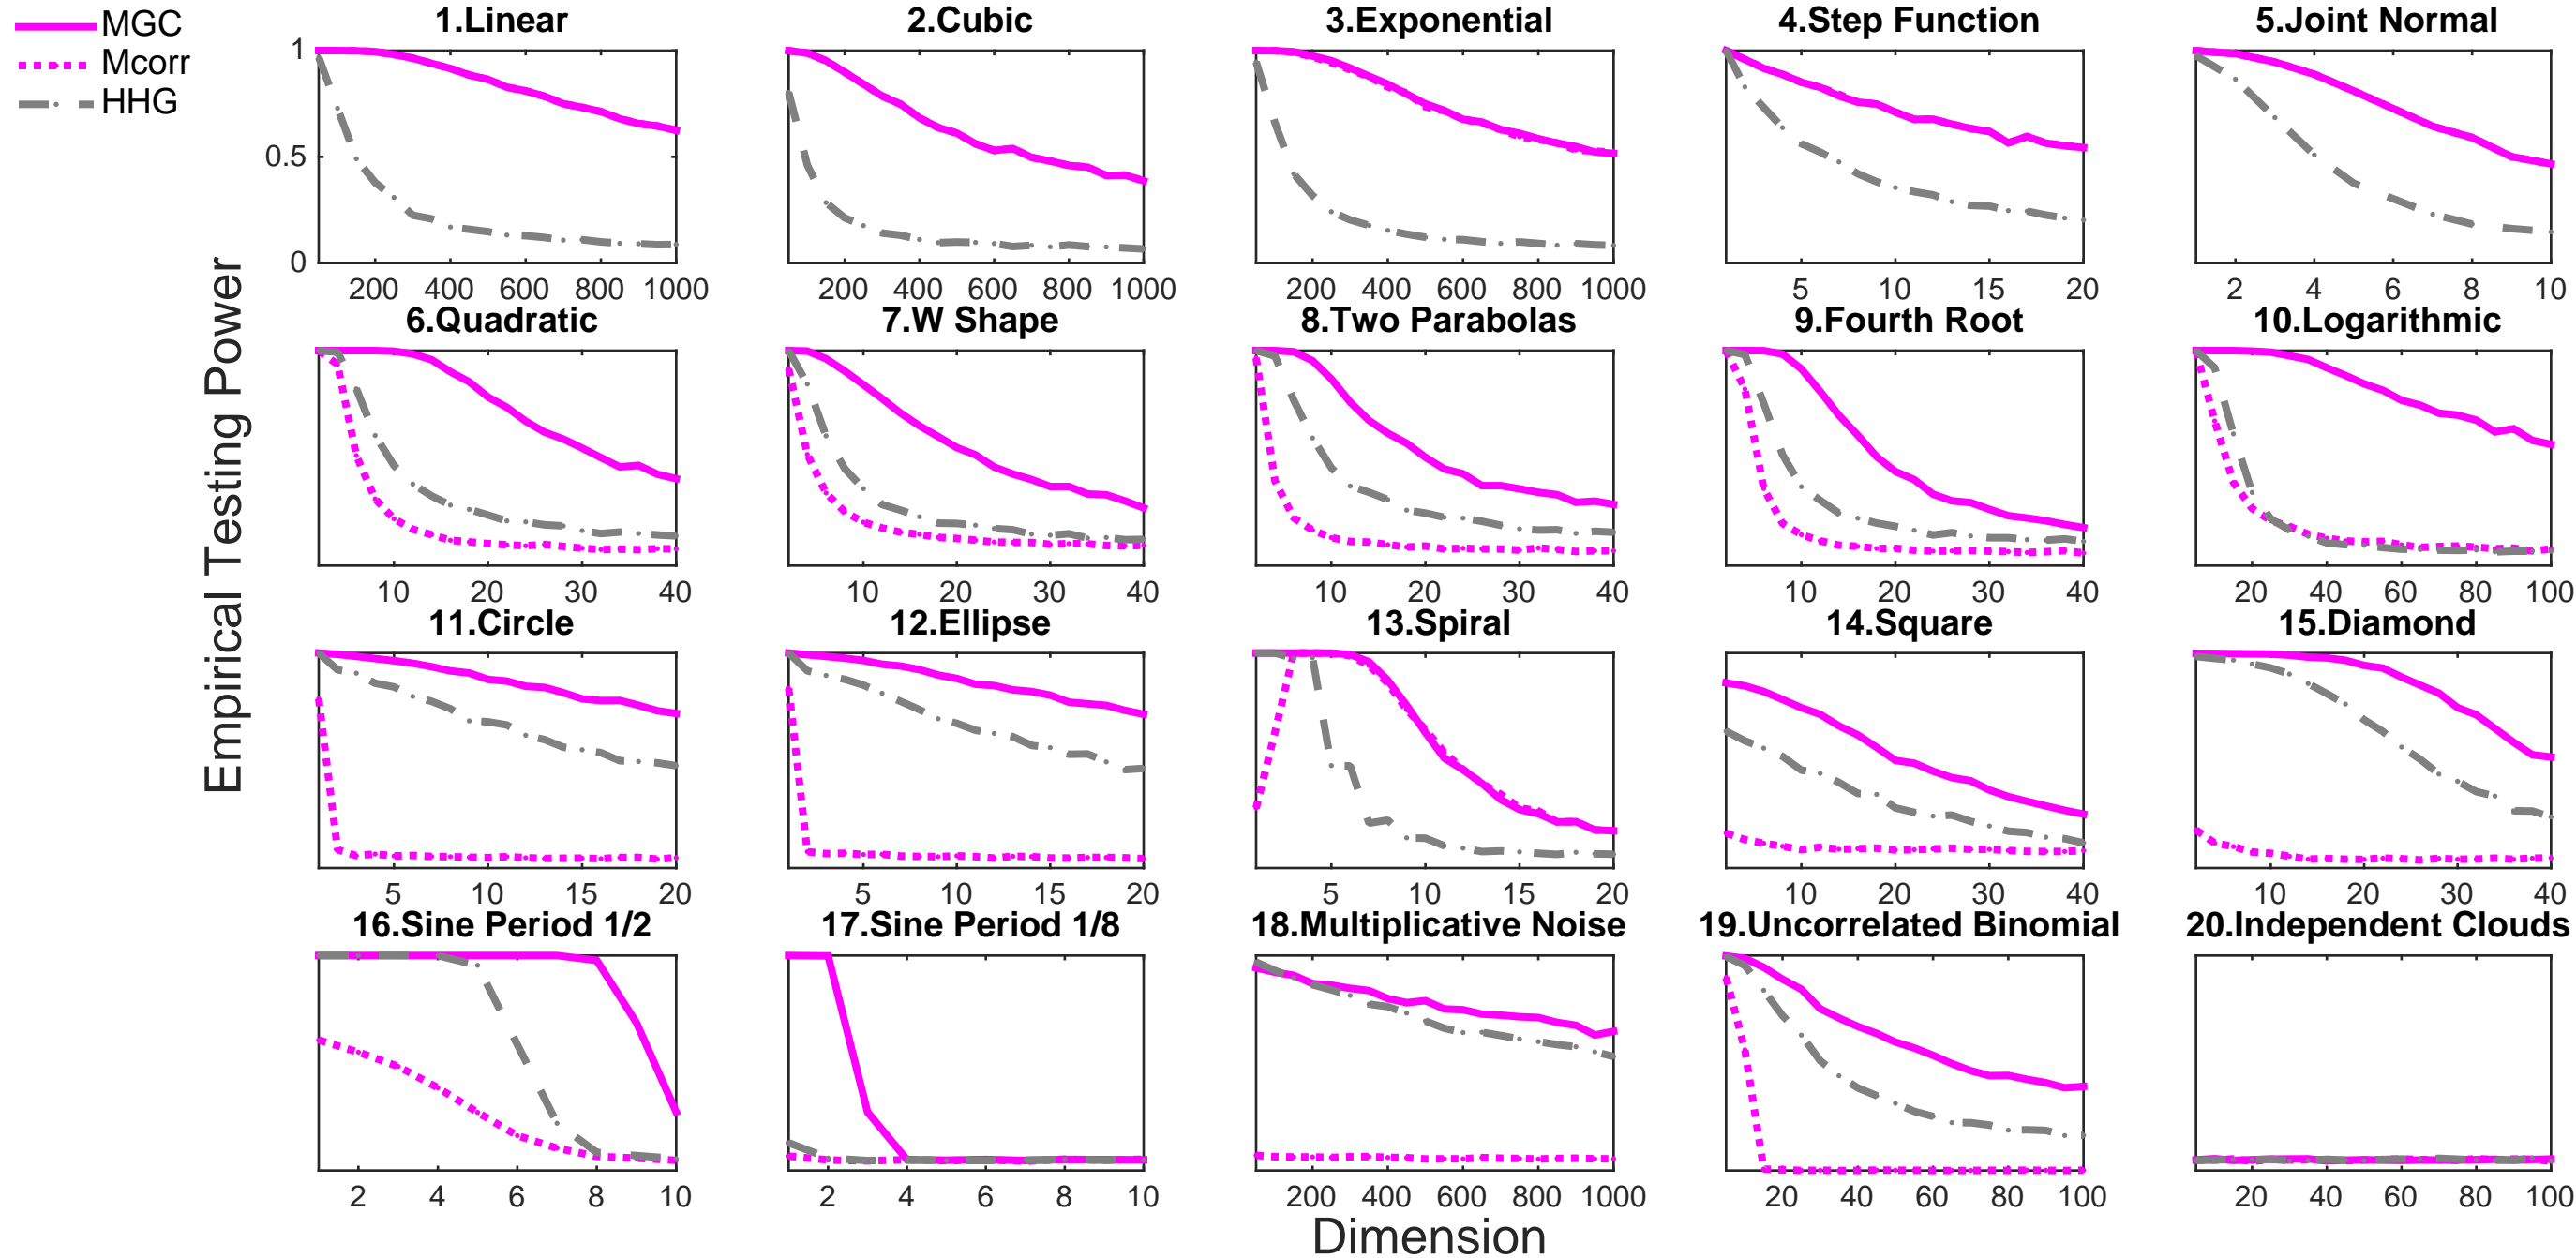 MGC
Mcorr
HHG
1.Linear
2.Cubic
3.Exponential
4.Step Function
5.Joint Normal
1
0.5
0
200 400 600 800 1000
200 400 600 800 1000
200 400 600 800 1000
5 10 15 20
2 4 6 8 10
6.Quadratic
7.W Shape
8.Two Parabolas
9.Fourth Root
10.Logarithmic
10 20 30 40
10 20 30 40
10 20 30 40
10 20 30 40
20 40 60 80 100
Empirical Testing Power
11.Circle
12.Ellipse
13.Spiral
14.Square
15.Diamond
5 10 15 20
5 10 15 20
5 10 15 20
10 20 30 40
10 20 30 40
16.Sine Period 1/2
17.Sine Period 1/8
18.Multiplicative Noise
19.Uncorrelated Binomial
20.Independent Clouds
2 4 6 8 10
2 4 6 8 10
200 400 600 800 1000
20 40 60 80 100
20 40 60 80 100
Dimension